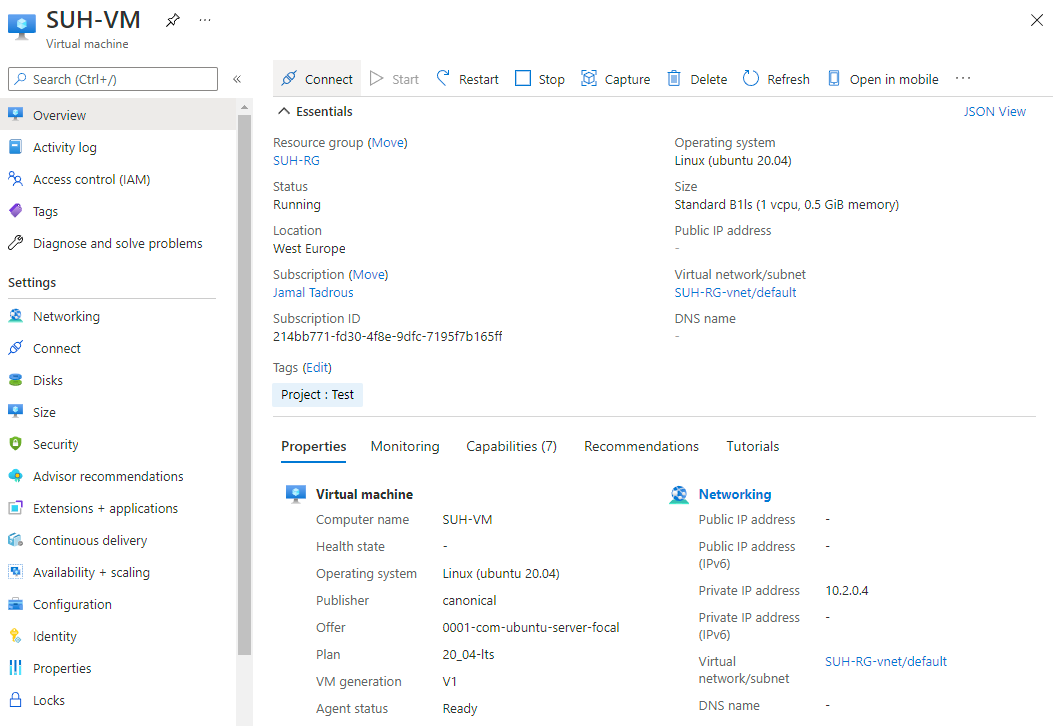 SUH-VM
Virtual machine
Search (Ctrl+/)
Overview
Activity log
Access control (IAM)
Tags
Diagnose and solve problems
Settings
Networking
Connect
Disks
Size
Security
Advisor recommendations
Extensions + applications
Continuous delivery
Availability + scaling
Configuration
Identity
Properties
Locks
Connect Start Restart Stop Capture Delete Refresh Open in mobile
Essentials
JSON View
Resource group (Move)
SUH-RG
Status
Running
Location
West Europe
Subscription (Move)
Jamal Tadrous
Subscription ID
214bb771-fd30-4f8e-9dfc-7195f7b165ff
Operating system
Linux (ubuntu 20.04)
Size
Standard B1ls (1 vcpu, 0.5 GiB memory)
Public IP address
-
Virtual network/subnet
SUH-RG-vnet/default
DNS name
-
Tags (Edit)
Project : Test
Properties Monitoring Capabilities (7) Recommendations Tutorials
Virtual machine
Computer name SUH-VM
Health state -
Operating system Linux (ubuntu 20.04)
Publisher canonical
Offer 0001-com-ubuntu-server-focal
Plan 20_04-lts
VM generation V1
Agent status Ready
Networking
Public IP address -
Public IP address -
(IPv6)
Private IP address 10.2.0.4
Private IP address -
(IPv6)
Virtual SUH-RG-vnet/default
network/subnet
DNS name -